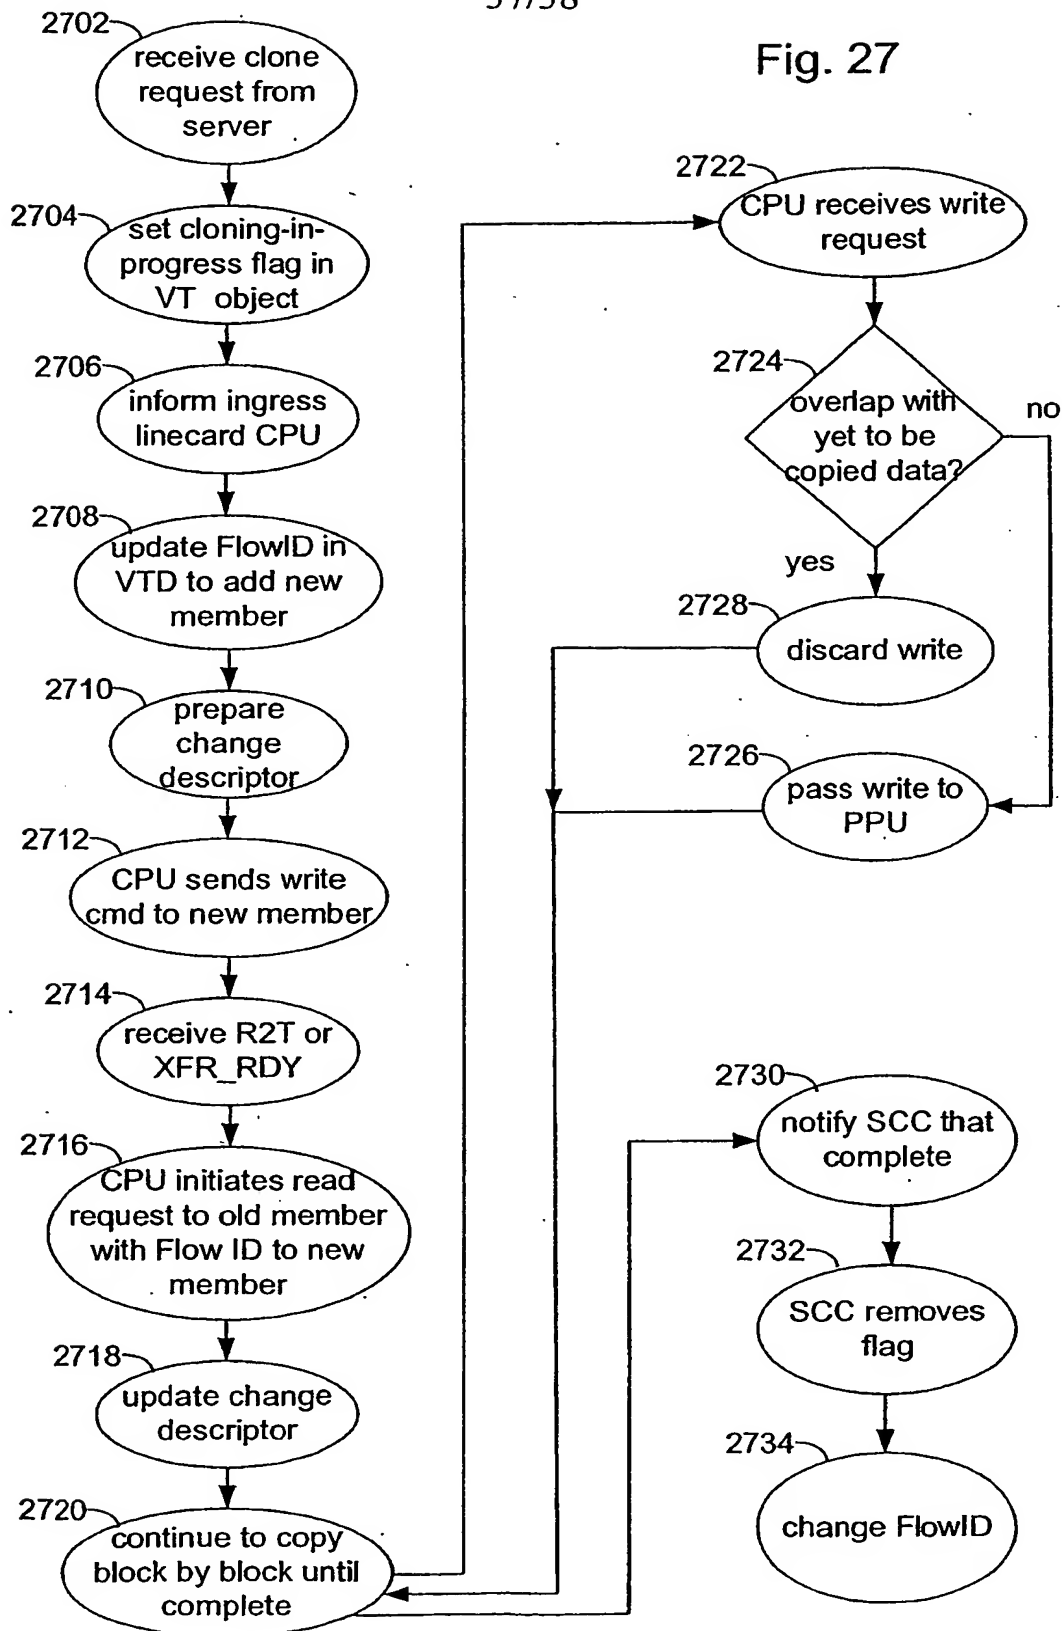 Fig. 27
2702
receive clone
request from
server
2704
set cloning-in-
progress flag in
VT object
2706
inform ingress
linecard CPU
2708
update FlowID in
VTD to add new
member
2710
prepare
change
descriptor
2712
CPU sends write
cmd to new member
2714
receive R2T or
XFR_RDY
2716
CPU initiates read
request to old member
with Flow ID to new
member
2718
update change
descriptor
2720
continue to copy
block by block until
complete
2722
CPU receives write
request
2724
overlap with
yet to be
copied data?
no
yes
2728
discard write
2726
pass write to
PPU
2730
notify SCC that
complete
2732
SCC removes
flag
2734
change FlowID